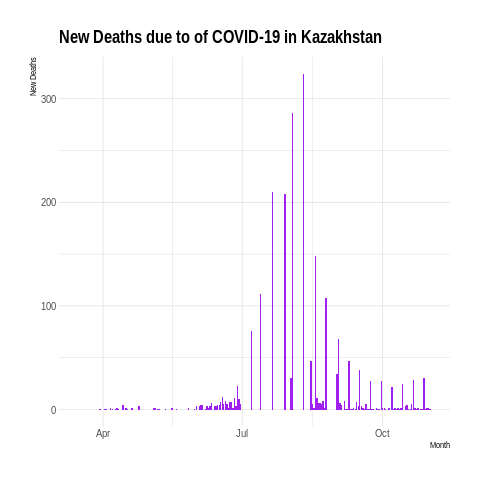 New Deaths due to of COVID-19 in Kazakhstan
New Deaths
300
200
100
0
Apr
Jul
Oct
Month